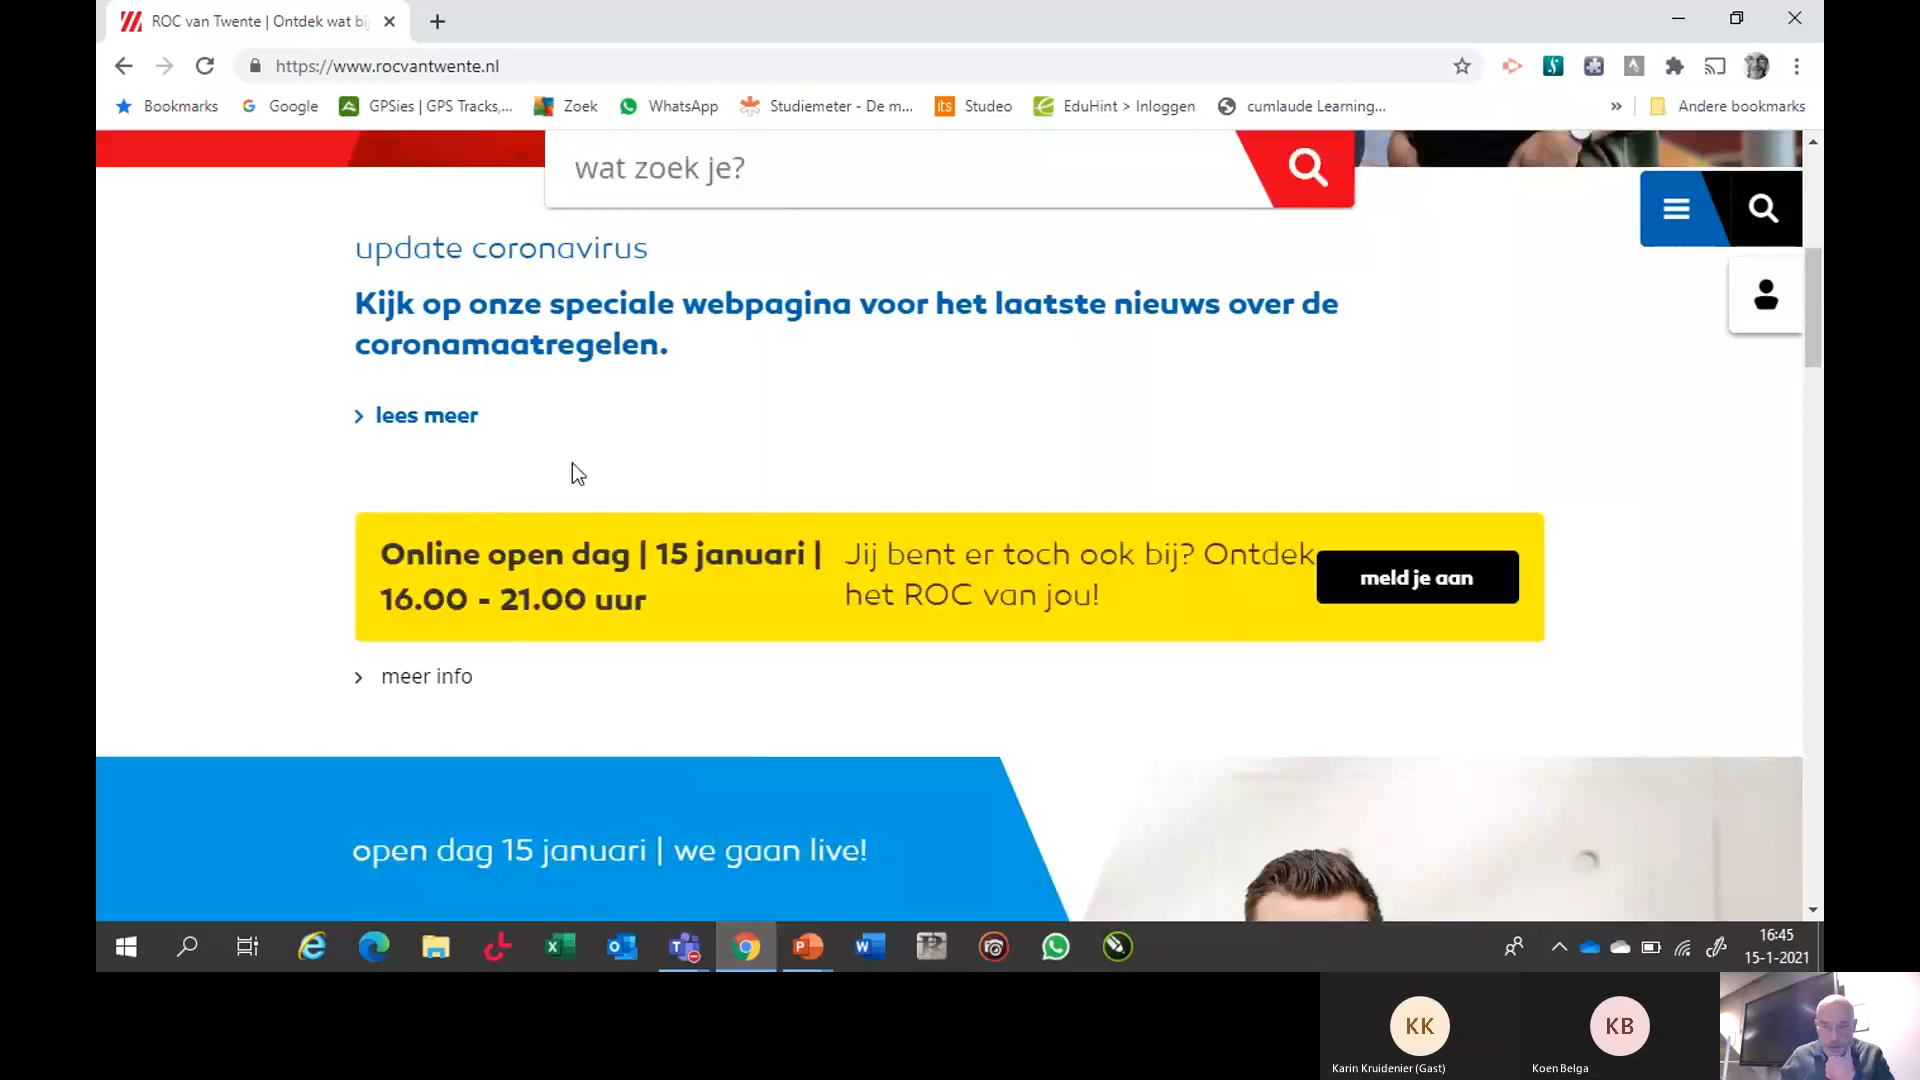 ROC van Twente | Ontdek wat bij
https://www.rocvantwente.nl
Bookmarks Google GPSies | GPS Tracks,... Zoek WhatsApp Studiemeter - De m... its Studeo EduHint > Inloggen cumlaude Learning... » Andere bookmarks
wat zoek je?
update coronavirus
Kijk op onze speciale webpagina voor het laatste nieuws over de
coronamaatregelen.
lees meer
Online open dag | 15 januari |
16.00 - 21.00 uur
Jij bent er toch ook bij? Ontdek
het ROC van jou!
meld je aan
meer info
open dag 15 januari | we gaan live!
16:45
15-1-2021
KK
KB
Karin Kruidenier (Gast)
Koen Belga